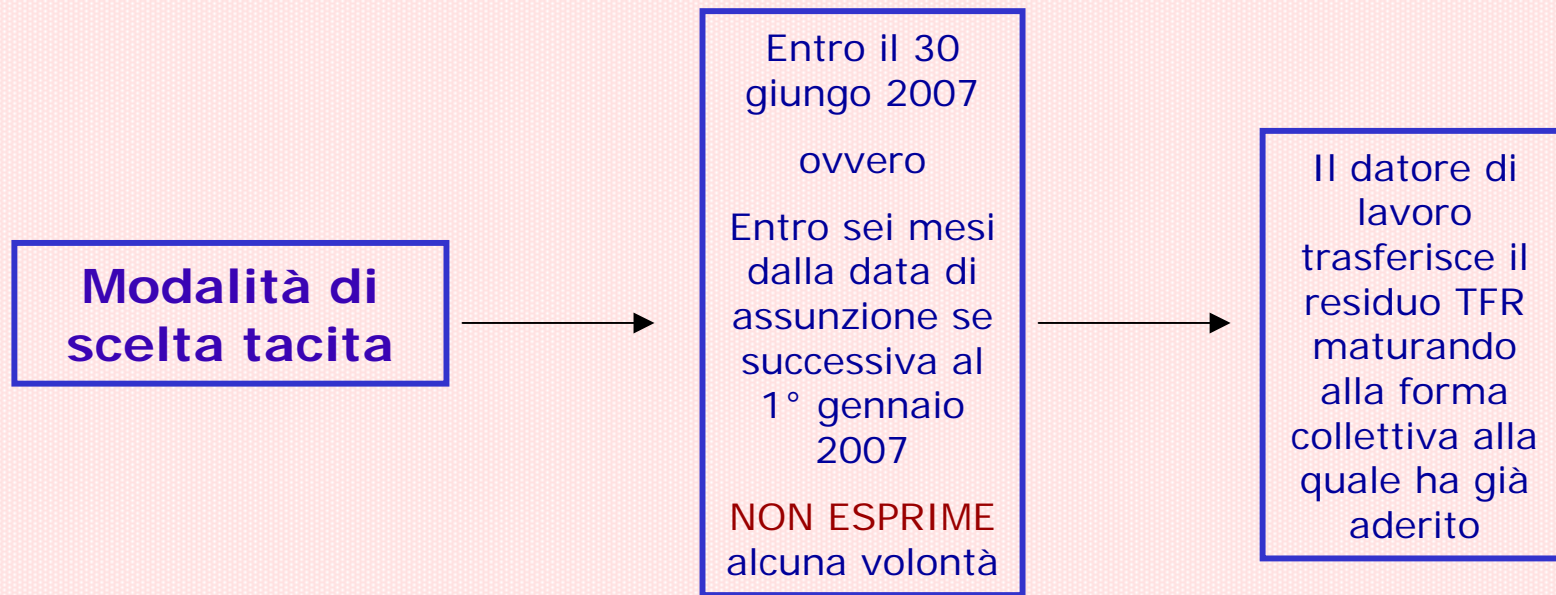 Modalità di
scelta tacita
Entro il 30
giungo 2007
ovvero
Entro sei mesi
dalla data di
assunzione se
successiva al
1° gennaio
2007
NON ESPRIME
alcuna volontà
Il datore di
lavoro
trasferisce il
residuo TFR
maturando
alla forma
collettiva alla
quale ha già
aderito